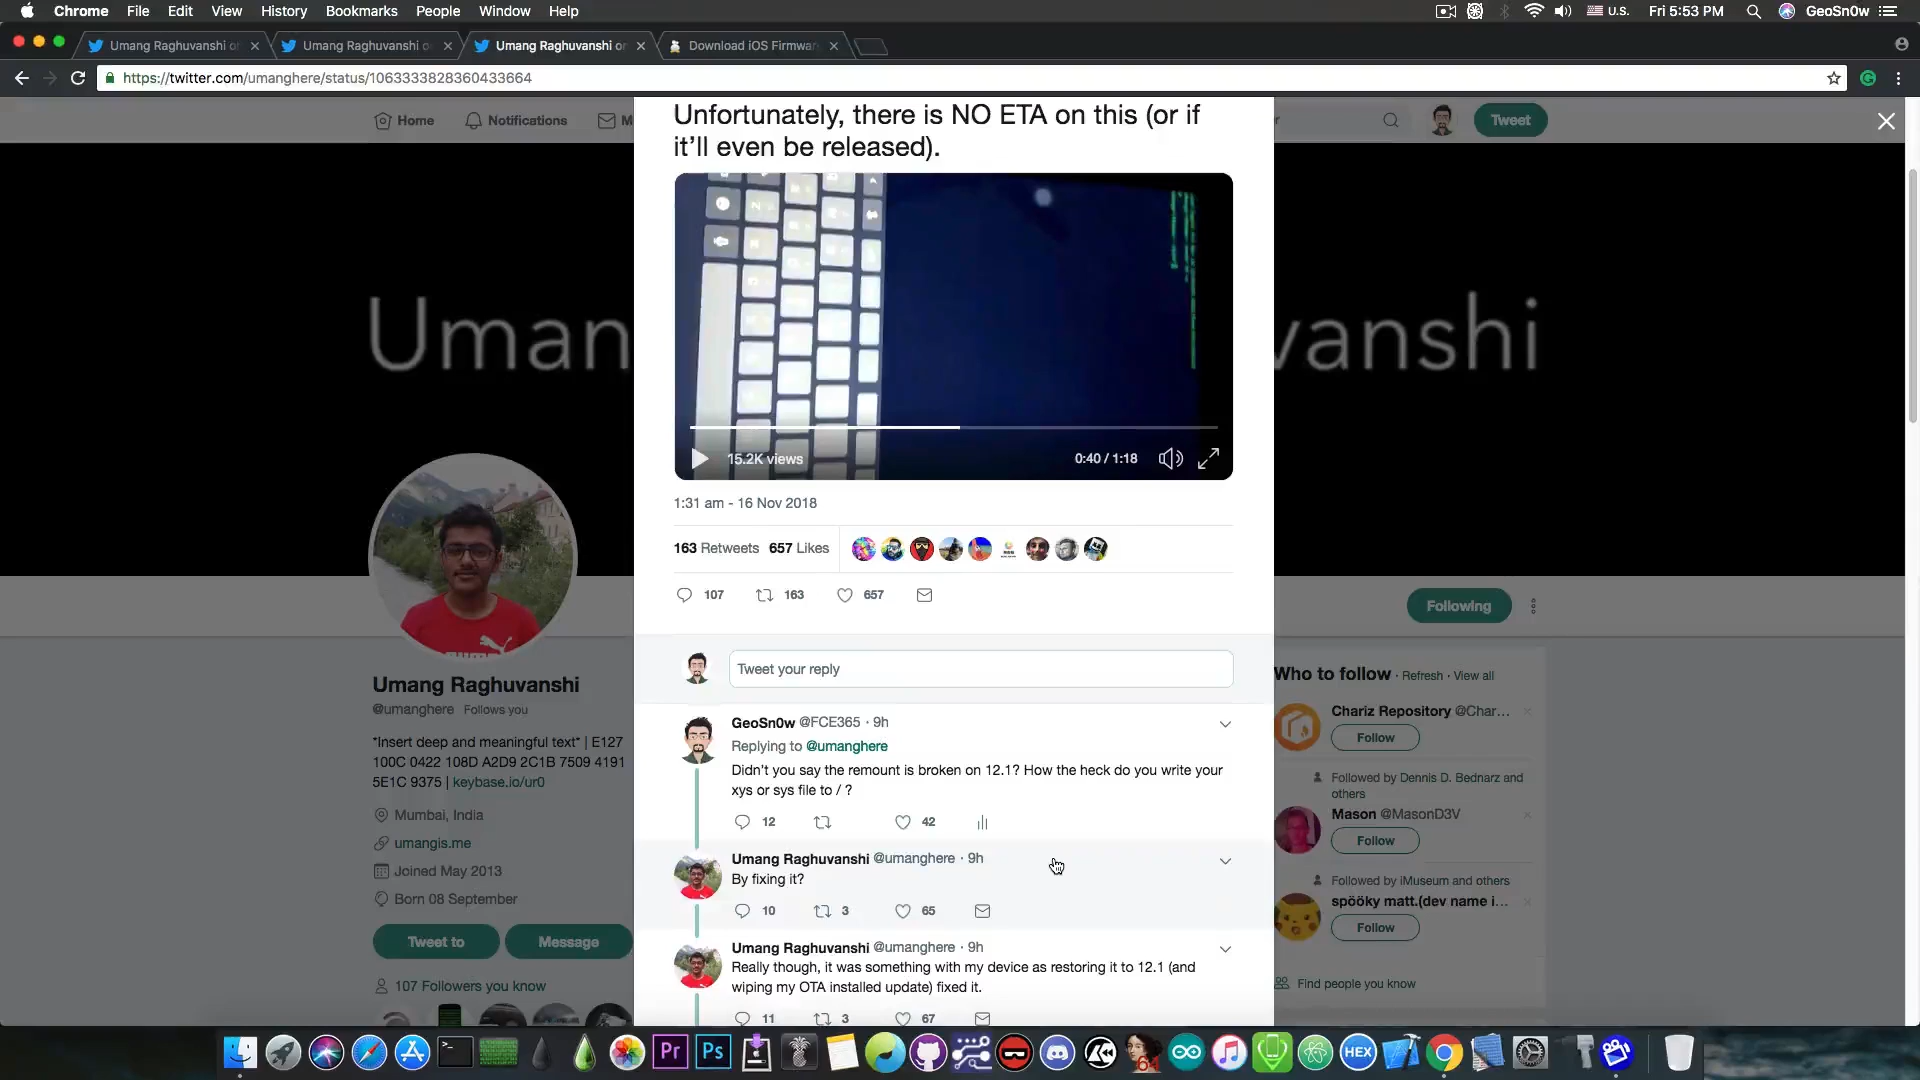 Chrome File Edit View History Bookmarks People Window Help U.S. Fri 5:53 PM GeoSn0w
Umang Raghuvanshi o Umang Raghuvanshi o Umang Raghuvanshi or Download iOS Firmwar
https://twitter.com/umanghere/status/1063333828360433664
Home Notifications M Tweet
Unfortunately, there is NO ETA on this (or if
it’ll even be released).
Uman vanshi
15.2K views 0:40 / 1:18
1:31 am - 16 Nov 2018
163 Retweets 657 Likes
107 163 657
Following
Tweet your reply
Umang Raghuvanshi
@umanghere Follows you
*Insert deep and meaningful text* | E127
100C 0422 108D A2D9 2C1B 7509 4191
5E1C 9375 | keybase.io/ur0
Mumbai, India
umangis.me
Joined May 2013
Born 08 September
Tweet to Message
107 Followers you know
GeoSn0w @FCE365 · 9h
Replying to @umanghere
Didn’t you say the remount is broken on 12.1? How the heck do you write your
xys or sys file to / ?
12 42
Umang Raghuvanshi @umanghere · 9h
By fixing it?
10 3 65
Umang Raghuvanshi @umanghere · 9h
Really though, it was something with my device as restoring it to 12.1 (and
wiping my OTA installed update) fixed it.
11 3 67
Who to follow · Refresh · View all
Chariz Repository @Char...
Follow
Followed by Dennis D. Bednarz and
others
Mason @MasonD3V
Follow
Followed by iMuseum and others
spööky matt.(dev name i...
Follow
Find people you know
Pr Ps 64 HEX